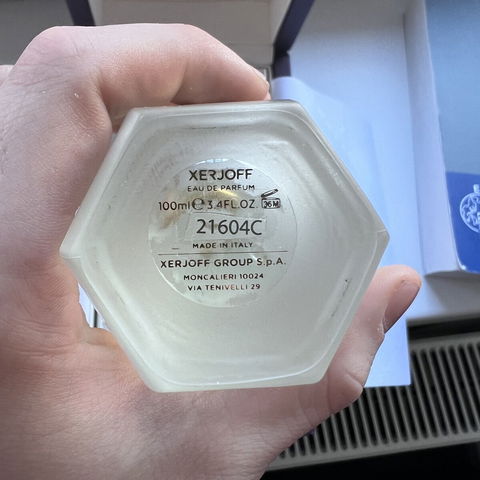 XERJOFF
EAU DE PARFUM
100ml ℮ 3.4FL.OZ. 36M
21604C
MADE IN ITALY
XERJOFF GROUP S.p.A.
MONCALIERI 10024
VIA TENIVELLI 29